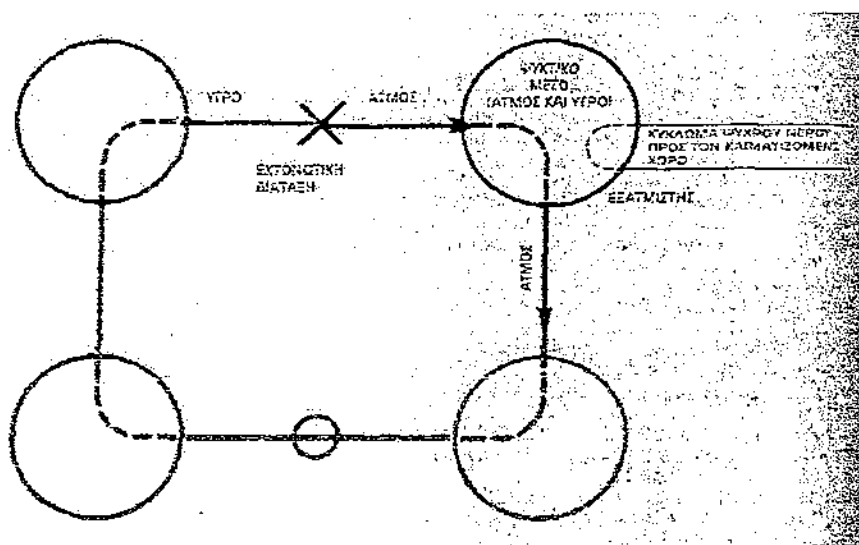 ΥΓΡΟ
ΑΤΜΟΣ
ΨΥΚΤΙΚΟ
ΜΕΣΟ
(ΑΤΜΟΣ ΚΑΙ ΥΓΡΟ)
ΕΚΤΟΝΩΤΙΚΗ
ΔΙΑΤΑΞΗ
ΚΥΚΛΩΜΑ ΨΥΧΡΟΥ ΝΕΡΟΥ
ΠΡΟΣ ΤΟΝ ΚΛΙΜΑΤΙΖΟΜΕΝΟ
ΧΩΡΟ
ΕΞΑΤΜΙΣΤΗΣ
ΑΤΜΟΣ